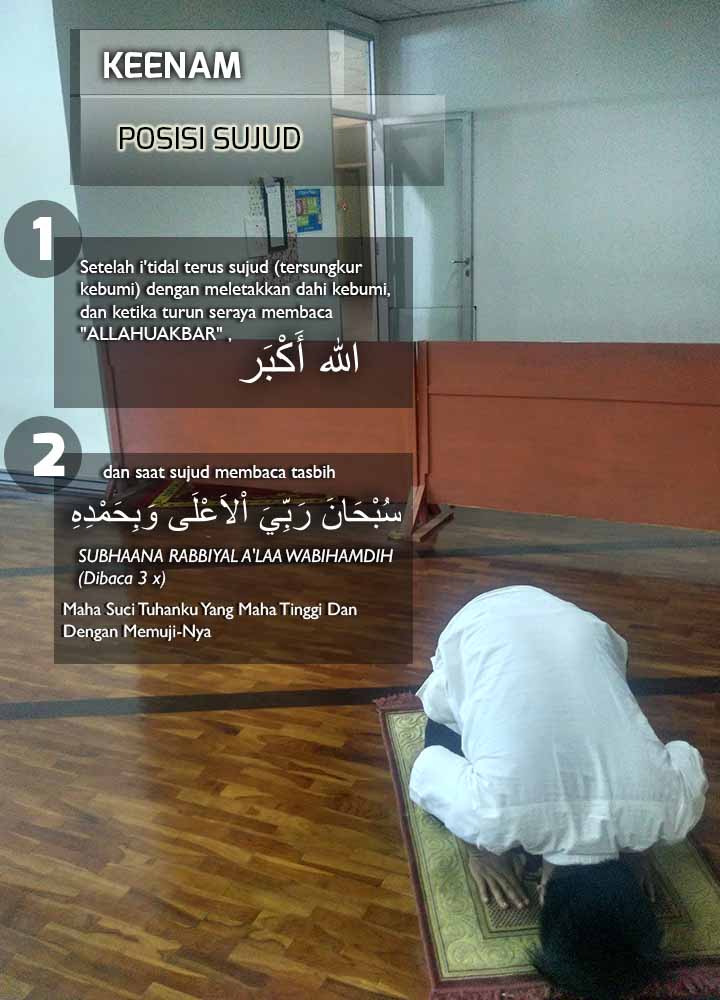 KEENAM
POSISI SUJUD
1
Setelah i'tidal terus sujud (tersungkur
kebumi) dengan meletakkan dahi kebumi,
dan ketika turun seraya membaca
"ALLAHUAKBAR" ,
الله أَكْبَر
2
dan saat sujud membaca tasbih
سُبْحَانَ رَبِّيَ اْلاَعْلَى وَبِحَمْدِهِ
SUBHAANA RABBIYAL A'LAA WABIHAMDIH
(Dibaca 3 x)
Maha Suci Tuhanku Yang Maha Tinggi Dan
Dengan Memuji-Nya